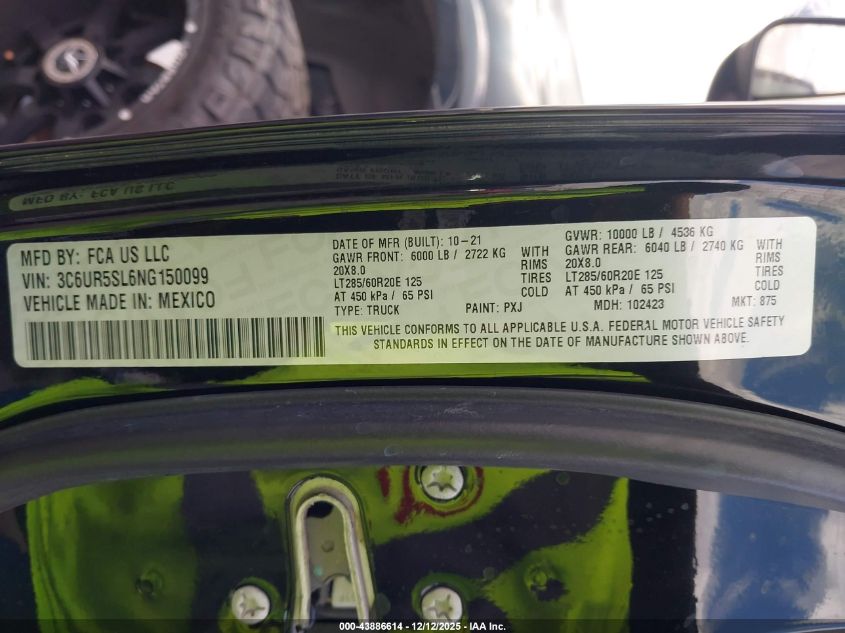 MFD BY: FCA US LLC
MFD BY: FCA US LLC
VIN: 3C6UR5SL6NG150099
VEHICLE MADE IN: MEXICO
DATE OF MFR (BUILT): 10-21
GAWR FRONT: 6000 LB / 2722 KG WITH
20X8.0 RIMS
LT285/60R20E 125 TIRES
AT 450 kPa / 65 PSI COLD
TYPE: TRUCK PAINT: PXJ
GVWR: 10000 LB / 4536 KG
GAWR REAR: 6040 LB / 2740 KG WITH
20X8.0 RIMS
LT285/60R20E 125 TIRES
AT 450 kPa / 65 PSI COLD
MDH: 102423 MKT: 875
THIS VEHICLE CONFORMS TO ALL APPLICABLE U.S.A. FEDERAL MOTOR VEHICLE SAFETY
STANDARDS IN EFFECT ON THE DATE OF MANUFACTURE SHOWN ABOVE.
000-43886614 - 12/12/2025 - IAA Inc.